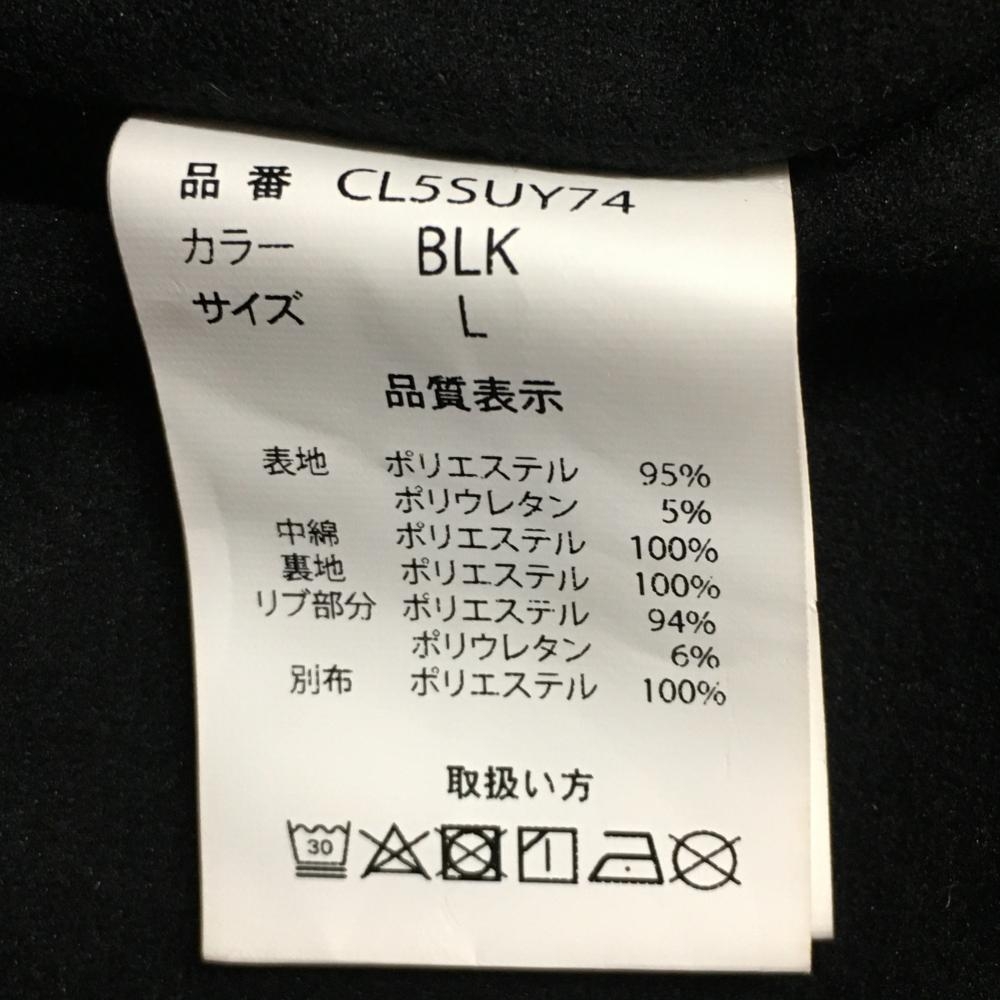 品番 CL5SUY74
カラー BLK
サイズ L
品質表示
表地 ポリエステル 95%
ポリウレタン 5%
中綿 ポリエステル 100%
裏地 ポリエステル 100%
リブ部分 ポリエステル 94%
ポリウレタン 6%
別布 ポリエステル 100%
取扱い方
30